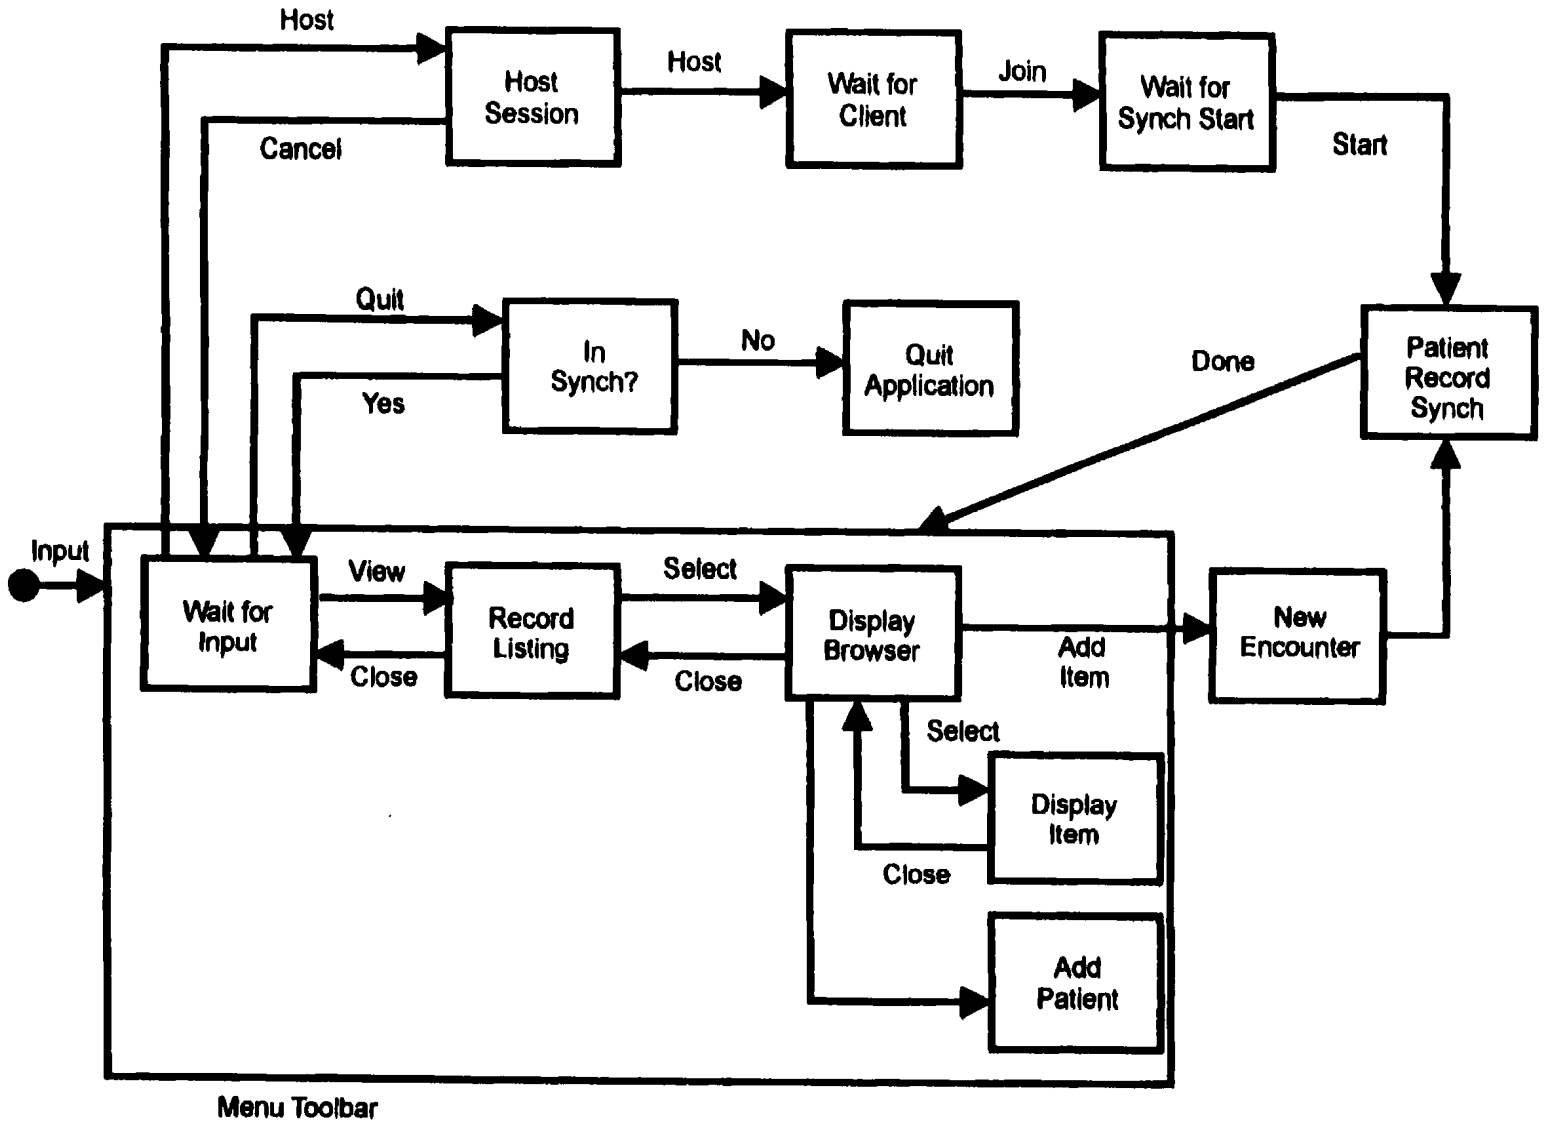 Host
Host
Session
Cancel
Host
Wait for
Client
Join
Wait for
Synch Start
Start
Quit
In
Synch?
Yes
No
Quit
Application
Done
Patient
Record
Synch
Input
Wait for
Input
View
Close
Record
Listing
Select
Close
Display
Browser
Add
Item
New
Encounter
Select
Display
Item
Close
Add
Patient
Menu Toolbar